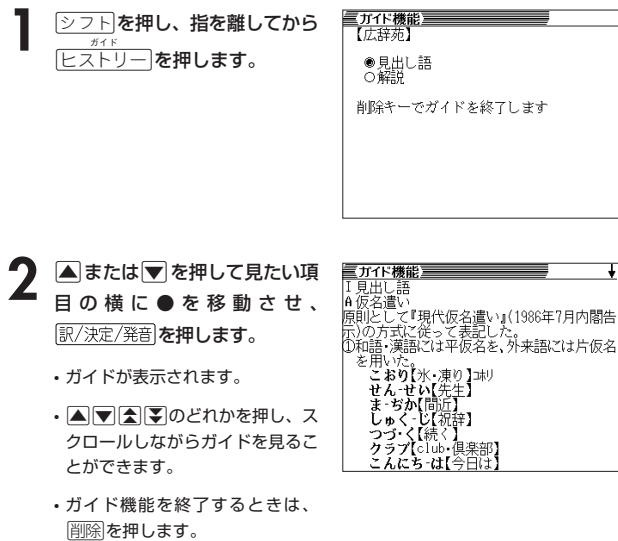 1
シフトを押し、指を離してから
ガイド
ヒストリーを押します。
ガイド機能
【広辞苑】
◉見出し語
○解説
削除キーでガイドを終了します
2
▲または▼を押して見たい項
目の横に●を移動させ、
訳/決定/発音を押します。
・ガイドが表示されます。
・▲▼のどれかを押し、ス
クロールしながらガイドを見るこ
とができます。
・ガイド機能を終了するときは、
削除を押します。
ガイド機能 ↓
Ⅰ見出し語
A仮名遣い
原則として『現代仮名遣い』(1986年7月内閣告
示)の方式に従って表記した。
①和語・漢語には平仮名を、外来語には片仮名
を用いた。
こおり【氷・凍り】コホリ
せん‐せい【先生】
ま‐ぢか【間近】
しゅく‐じ【祝辞】
つづ・く【続く】
クラブ【club・倶楽部】
こんにち‐は【今日は】